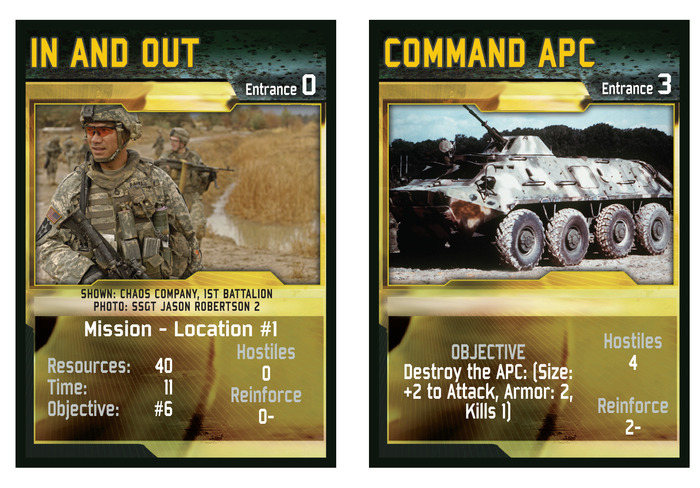 IN AND OUT
Entrance 0
SHOWN: CHAOS COMPANY, 1ST BATTALION
PHOTO: SSGT JASON ROBERTSON 2
Mission - Location #1
Resources: 40
Time: 11
Objective: #6
Hostiles
0
Reinforce
0-
COMMAND APC
Entrance 3
OBJECTIVE
Destroy the APC: (Size:
+2 to Attack, Armor: 2,
Kills 1)
Hostiles
4
Reinforce
2-